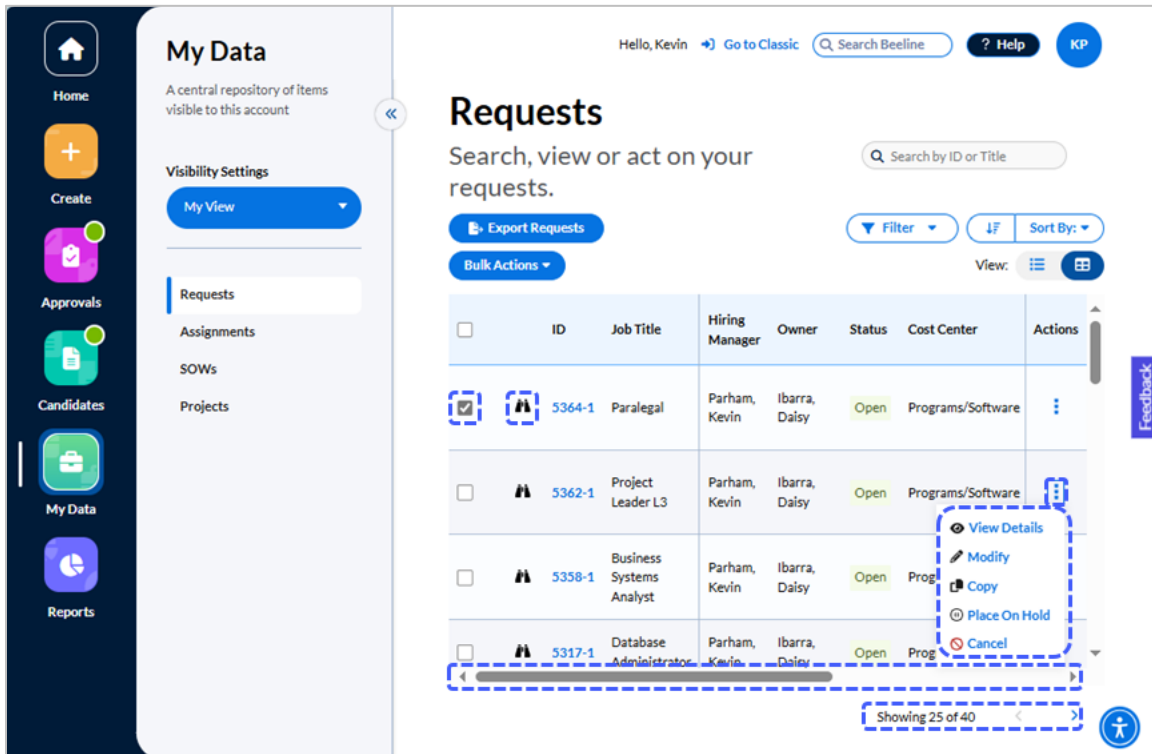 Home
Create
Approvals
Candidates
My Data
Reports
My Data
A central repository of items
visible to this account
Visibility Settings
My View
Requests
Assignments
SOWs
Projects
Hello, Kevin Go to Classic Search Beeline ? Help KP
Requests
Search, view or act on your
requests.
Search by ID or Title
Export Requests
Filter Sort By:
Bulk Actions
View:
ID Job Title Hiring Manager Owner Status Cost Center Actions
5364-1 Paralegal Parham, Kevin Ibarra, Daisy Open Programs/Software
5362-1 Project Leader L3 Parham, Kevin Ibarra, Daisy Open Programs/Software
View Details
Modify
Copy
Place On Hold
Cancel
5358-1 Business Systems Analyst Parham, Kevin Ibarra, Daisy Open Prog
5317-1 Database Administrator Parham, Kevin Ibarra, Daisy Open Prog
Showing 25 of 40
Feedback